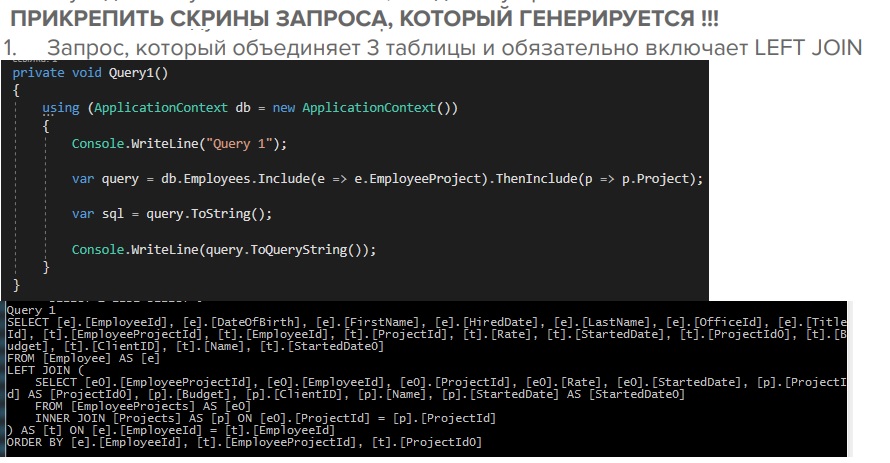 ПРИКРЕПИТЬ СКРИНЫ ЗАПРОСА, КОТОРЫЙ ГЕНЕРИРУЕТСЯ !!!
1. Запрос, который объединяет 3 таблицы и обязательно включает LEFT JOIN
private void Query1()
{
using (ApplicationContext db = new ApplicationContext())
{
Console.WriteLine("Query 1");
var query = db.Employees.Include(e => e.EmployeeProject).ThenInclude(p => p.Project);
var sql = query.ToString();
Console.WriteLine(query.ToQueryString());
}
}
Query 1
SELECT [e].[EmployeeId], [e].[DateOfBirth], [e].[FirstName], [e].[HiredDate], [e].[LastName], [e].[OfficeId], [e].[Title
Id], [t].[EmployeeProjectId], [t].[EmployeeId], [t].[ProjectId], [t].[Rate], [t].[StartedDate], [t].[ProjectId0], [t].[B
udget], [t].[ClientID], [t].[Name], [t].[StartedDate0]
FROM [Employee] AS [e]
LEFT JOIN (
SELECT [e0].[EmployeeProjectId], [e0].[EmployeeId], [e0].[ProjectId], [e0].[Rate], [e0].[StartedDate], [p].[ProjectI
d] AS [ProjectId0], [p].[Budget], [p].[ClientID], [p].[Name], [p].[StartedDate] AS [StartedDate0]
FROM [EmployeeProjects] AS [e0]
INNER JOIN [Projects] AS [p] ON [e0].[ProjectId] = [p].[ProjectId]
) AS [t] ON [e].[EmployeeId] = [t].[EmployeeId]
ORDER BY [e].[EmployeeId], [t].[EmployeeProjectId], [t].[ProjectId0]